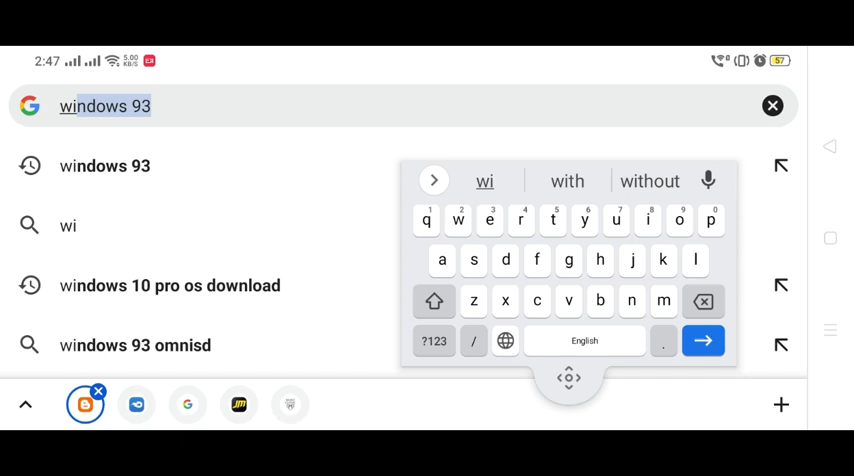 2:47 5.00 KB/S 57
windows 93
windows 93
wi
windows 10 pro os download
windows 93 omnisd
wi with without
1 2 3 4 5 6 7 8 9 0
q w e r t y u i o p
a s d f g h j k l
z x c v b n m
?123 / English .
JM